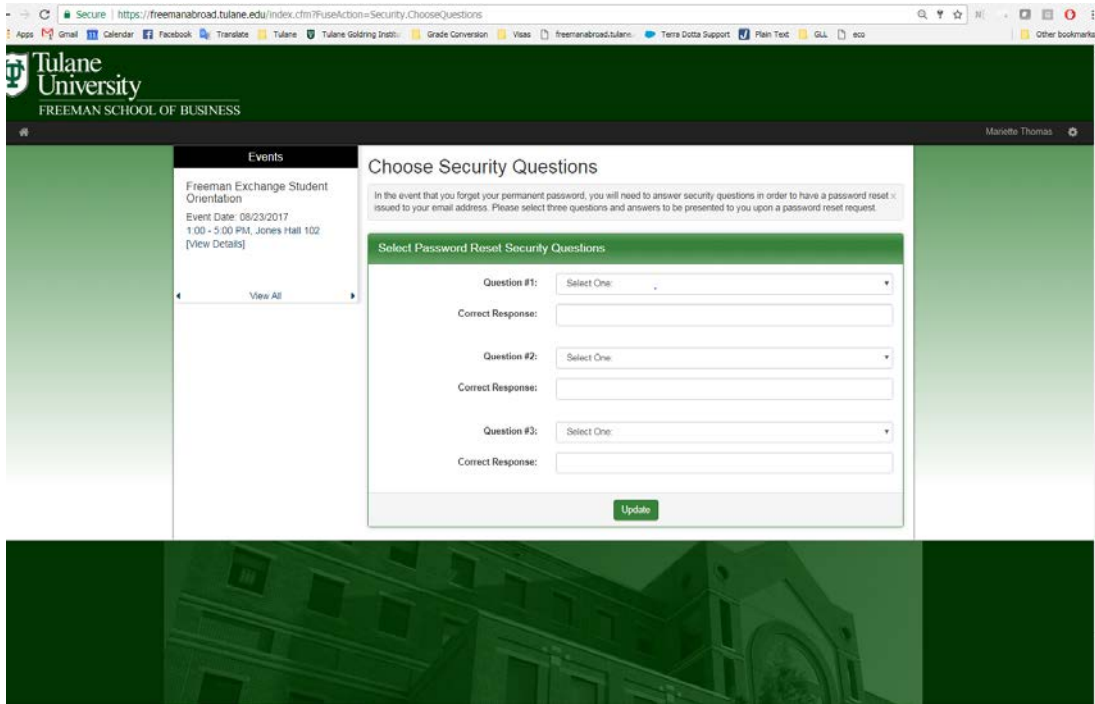 Secure | https://freemanabroad.tulane.edu/index.cfm?FuseAction=Security.ChooseQuestions
Apps Gmail Calendar Facebook Translate Tulane Tulane Goldring Instit Grade Conversion Visas freemanabroad.tulane. Terra Dotta Support Plain Text GLL eco Other bookmarks
Tulane
University
FREEMAN SCHOOL OF BUSINESS
Mariette Thomas
Events
Freeman Exchange Student
Orientation
Event Date: 08/23/2017
1:00 - 5:00 PM, Jones Hall 102
[View Details]
View All
Choose Security Questions
In the event that you forget your permanent password, you will need to answer security questions in order to have a password reset
issued to your email address. Please select three questions and answers to be presented to you upon a password reset request.
Select Password Reset Security Questions
Question #1: Select One:
Correct Response:
Question #2: Select One:
Correct Response:
Question #3: Select One:
Correct Response:
Update